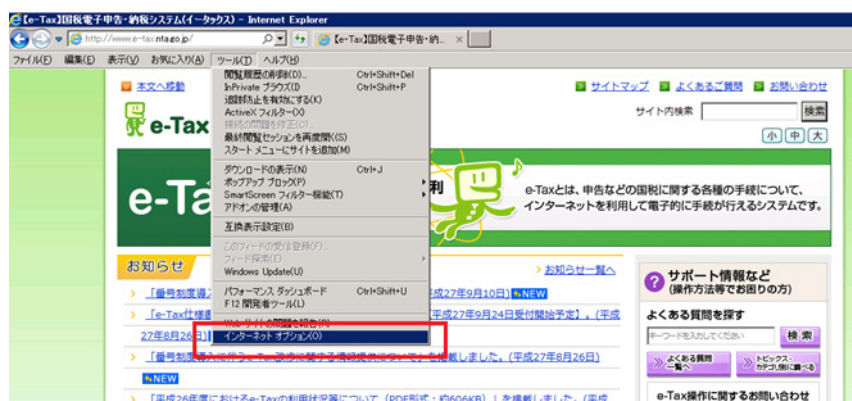 【e-Tax】国税電子申告・納税システム(イータックス) - Internet Explorer
http://www.e-tax.nta.go.jp/
【e-Tax】国税電子申告・納...
ファイル(F) 編集(E) 表示(V) お気に入り(A) ツール(T) ヘルプ(H)
閲覧履歴の削除(D)... Ctrl+Shift+Del
InPrivate ブラウズ(I) Ctrl+Shift+P
追跡防止を有効にする(K)
ActiveX フィルター(X)
接続の問題を修正(C)...
最終閲覧セッションを再度開く(S)
スタート メニューにサイトを追加(M)
ダウンロードの表示(N) Ctrl+J
ポップアップ ブロック(P)
SmartScreen フィルター機能(T)
アドオンの管理(A)
互換表示設定(B)
このフィードの受信登録(F)...
フィード探索(E)
Windows Update(U)
パフォーマンス ダッシュボード Ctrl+Shift+U
F12 開発者ツール(L)
Web サイトの問題を報告(R)
インターネット オプション(O)
本文へ移動
サイトマップ よくあるご質問 お問い合わせ
e-Tax
サイト内検索 検索
小 中 大
e-Ta
利
e-Taxとは、申告などの国税に関する各種の手続について、
インターネットを利用して電子的に手続が行えるシステムです。
お知らせ
お知らせ一覧へ
「番号制度導入
成27年9月10日) NEW
「e-Tax仕様書
【平成27年9月24日受付開始予定】。(平成
27年8月26日)
「番号制度導入に伴う
を掲載しました。(平成27年8月26日)
NEW
「平成26年度におけるe-Taxの利用状況等について（PDF形式：約606KB）」を掲載しました。(平成
サポート情報など
(操作方法等でお困りの方)
よくある質問を探す
キーワードを入力してください 検索
よくある質問
一覧へ
トピックス・
カテゴリ別に調べる
e-Tax操作に関するお問い合わせ